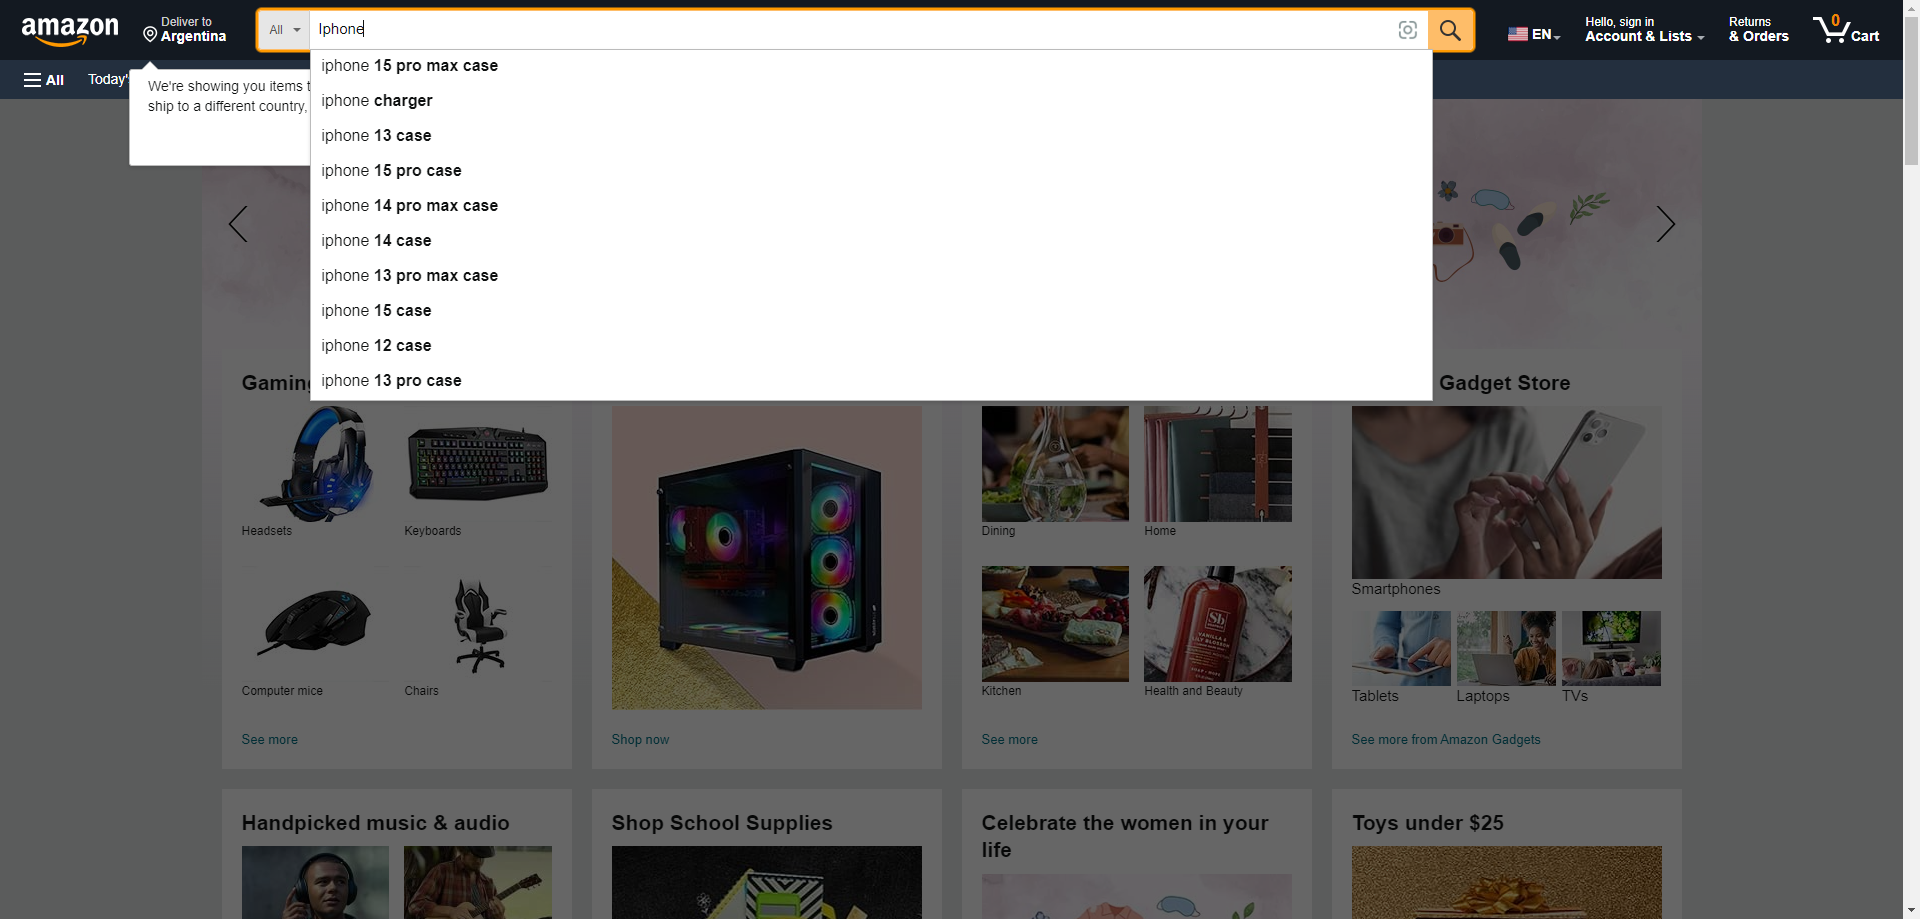 amazon
Deliver to
Argentina
All
Iphone
EN
Hello, sign in
Account & Lists
Returns
& Orders
0
Cart
All
Today'
We're showing you items t
ship to a different country,
iphone 15 pro max case
iphone charger
iphone 13 case
iphone 15 pro case
iphone 14 pro max case
iphone 14 case
iphone 13 pro max case
iphone 15 case
iphone 12 case
iphone 13 pro case
Gaming
Headsets
Keyboards
Computer mice
Chairs
See more
Shop now
Dining
Home
Kitchen
Health and Beauty
See more
Gadget Store
Smartphones
Tablets
Laptops
TVs
See more from Amazon Gadgets
Handpicked music & audio
Shop School Supplies
Celebrate the women in your
life
Toys under $25